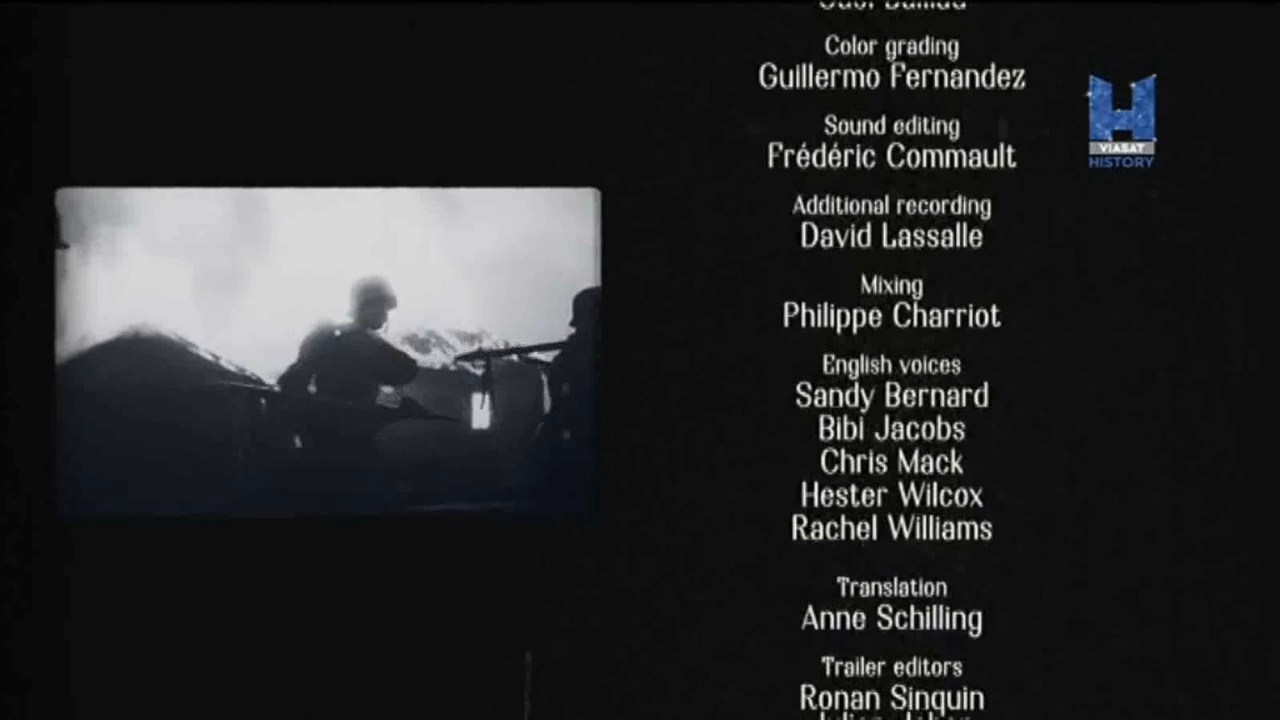 Color grading
Guillermo Fernandez
Sound editing
Frédéric Commault
Additional recording
David Lassalle
Mixing
Philippe Charriot
English voices
Sandy Bernard
Bibi Jacobs
Chris Mack
Hester Wilcox
Rachel Williams
Translation
Anne Schilling
Trailer editors
Ronan Sinquin
H
VIASAT
HISTORY